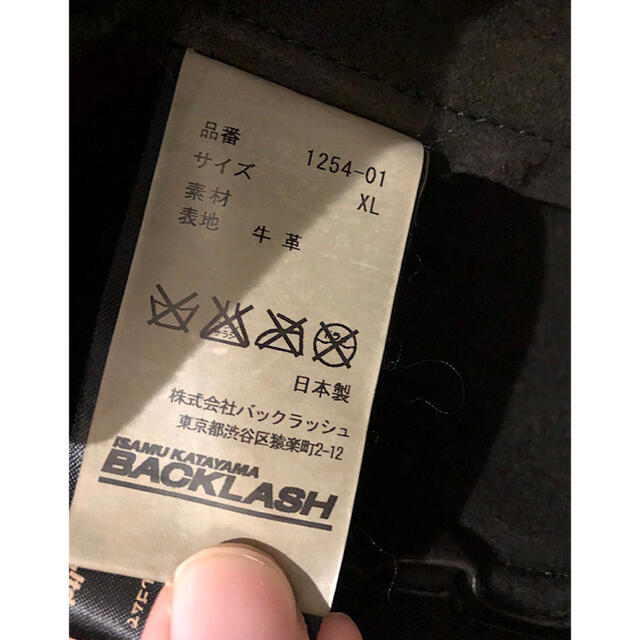 品番 1254-01
サイズ XL
素材
表地 牛革
日本製
株式会社バックラッシュ
東京都渋谷区猿楽町2-12
ISAMU KATAYAMA
BACKLASH